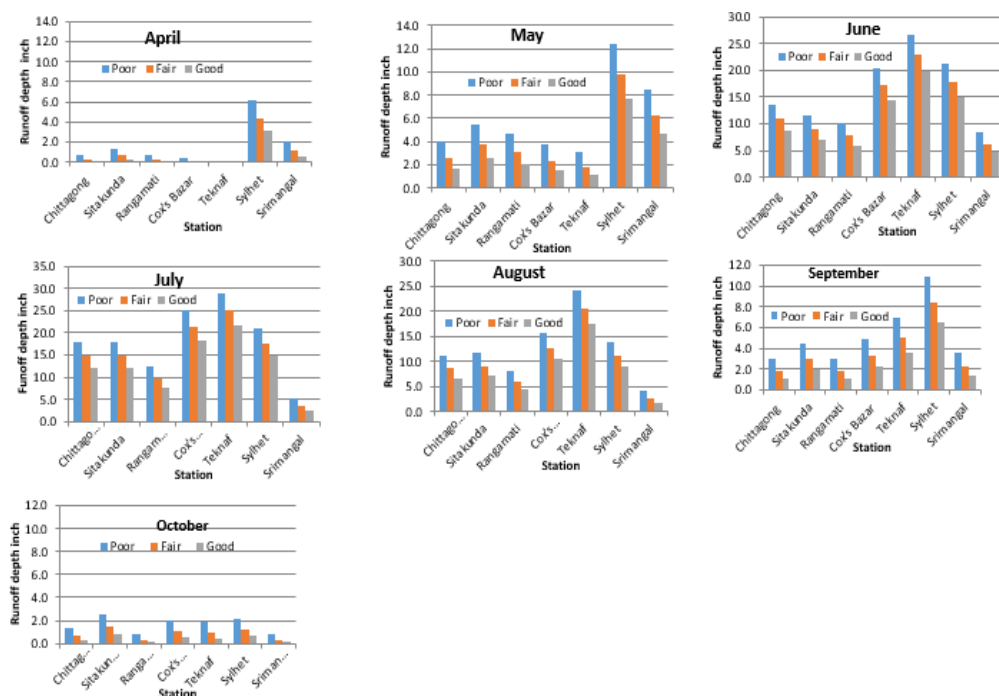 April
Runoff depth inch
14.0
12.0
10.0
8.0
6.0
4.0
2.0
0.0
Poor Fair Good
Chittagong
Sitakunda
Rangamati
Cox's Bazar
Teknaf
Sylhet
Srimangal
Station
May
Runoff depth inch
14.0
12.0
10.0
8.0
6.0
4.0
2.0
0.0
Poor Fair Good
Chittagong
Sitakunda
Rangamati
Cox's Bazar
Teknaf
Sylhet
Srimangal
Station
June
Runoff depth inch
30.0
25.0
20.0
15.0
10.0
5.0
0.0
Poor Fair Good
Chittagong
Sitakunda
Rangamati
Cox's Bazar
Teknaf
Sylhet
Srimangal
Station
July
Funoff depth inch
35.0
30.0
25.0
20.0
15.0
10.0
5.0
0.0
Poor Fair Good
Chittago...
Sitakunda
Rangam...
Cox's...
Teknaf
Sylhet
Srimangal
Station
August
Runoff depth inch
30.0
25.0
20.0
15.0
10.0
5.0
0.0
Poor Fair Good
Chittago...
Sitakunda
Rangamati
Cox's...
Teknaf
Sylhet
Srimangal
Station
September
Runoff depth inch
12.0
10.0
8.0
6.0
4.0
2.0
0.0
Poor Fair Good
Chittagong
Sitakunda
Rangamati
Cox's Bazar
Teknaf
Sylhet
Srimangal
Station
October
Runoff depth inch
12.0
10.0
8.0
6.0
4.0
2.0
0.0
Poor Fair Good
Chittag...
Sitakun...
Ranga...
Cox's...
Teknaf
Sylhet
Sriman...
Station